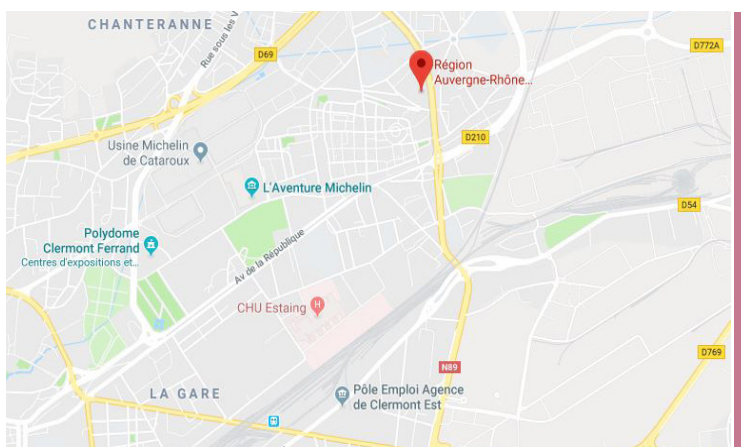 CHANTERANNE
Rue sous les V
D69
D772A
Région
Auvergne-Rhône...
Usine Michelin
de Cataroux
D210
L'Aventure Michelin
D54
Polydome
Clermont Ferrand
Centres d'expositions et...
Av de la République
CHU Estaing
H
D769
N89
LA GARE
Pôle Emploi Agence
de Clermont Est